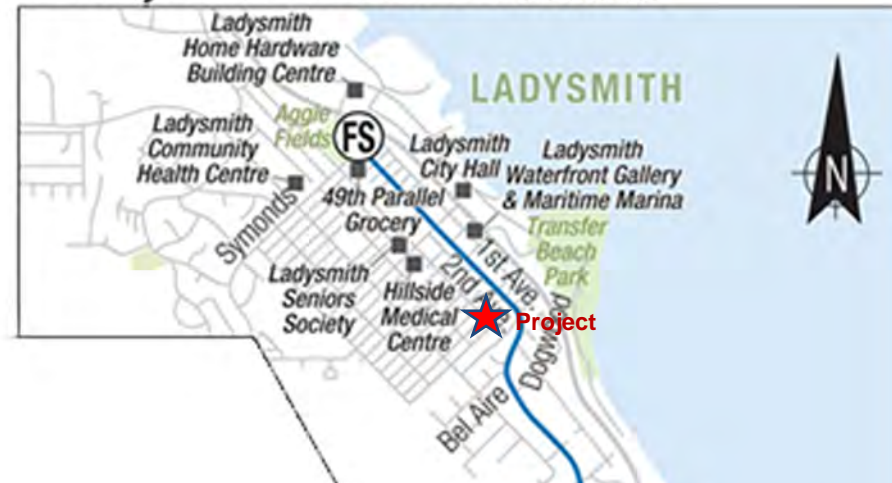 Ladysmith
Home Hardware
Building Centre
LADYSMITH
Aggie
Fields
FS
Ladysmith
Community
Health Centre
Ladysmith
City Hall
Ladysmith
Waterfront Gallery
& Maritime Marina
N
49th Parallel
Grocery
Symonds
Transfer
Beach
Park
1st Ave.
2nd Ave.
Ladysmith
Seniors
Society
Hillside
Medical
Centre
Project
Dogwood
Bel Aire